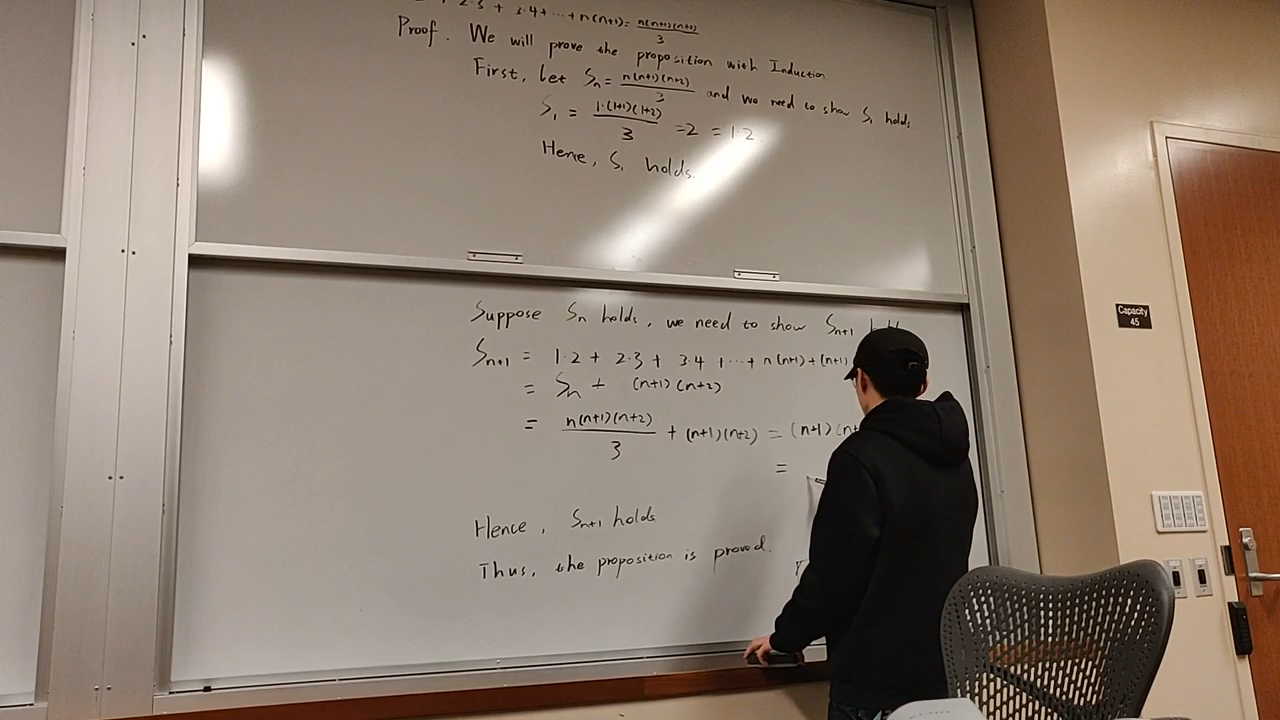 2·3 + 3·4 + ··· + n(n+1) = n(n+1)(n+2)/3
Proof. We will prove the proposition with Induction
First, Let Sn = n(n+1)(n+2)/3 and we need to show S1 holds.
S1 = 1·(1+1)(1+2)/3 = 2 = 1·2.
Hence, S1 holds.
Suppose Sn holds, we need to show Sn+1
Sn+1 = 1·2 + 2·3 + 3·4 + ··· + n(n+1) + (n+1)
= Sn + (n+1)(n+2)
= n(n+1)(n+2)/3 + (n+1)(n+2) = (n+1)
=
Hence, Sn+1 holds
Thus, the proposition is proved.
Capacity
45